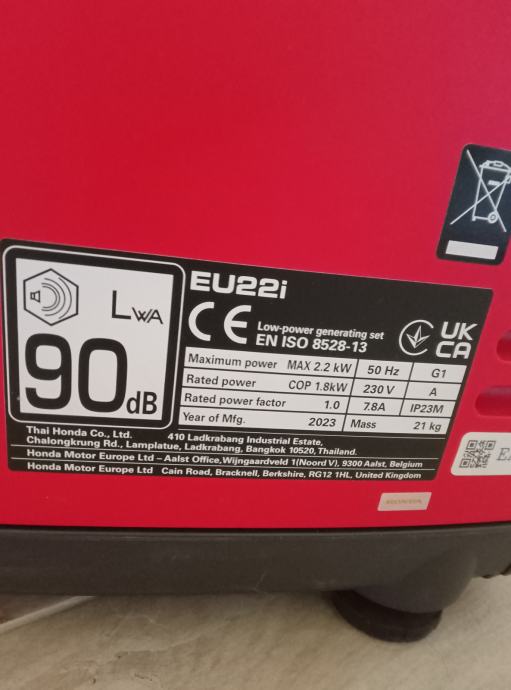 EU22i
LWA
90dB
CE
Low-power generating set
EN ISO 8528-13
UK
CA
Maximum power MAX 2.2 kW 50 Hz G1
Rated power COP 1.8kW 230 V A
Rated power factor 1.0 7.8A IP23M
Year of Mfg. 2023 Mass 21 kg
Thai Honda Co., Ltd. 410 Ladkrabang Industrial Estate,
Chalongkrung Rd., Lamplatue, Ladkabang, Bangkok 10520, Thailand.
Honda Motor Europe Ltd – Aalst Office, Wijngaardveld 1(Noord V), 9300 Aalst, Belgium
Honda Motor Europe Ltd Cain Road, Bracknell, Berkshire, RG12 1HL, United Kingdom
HONDA